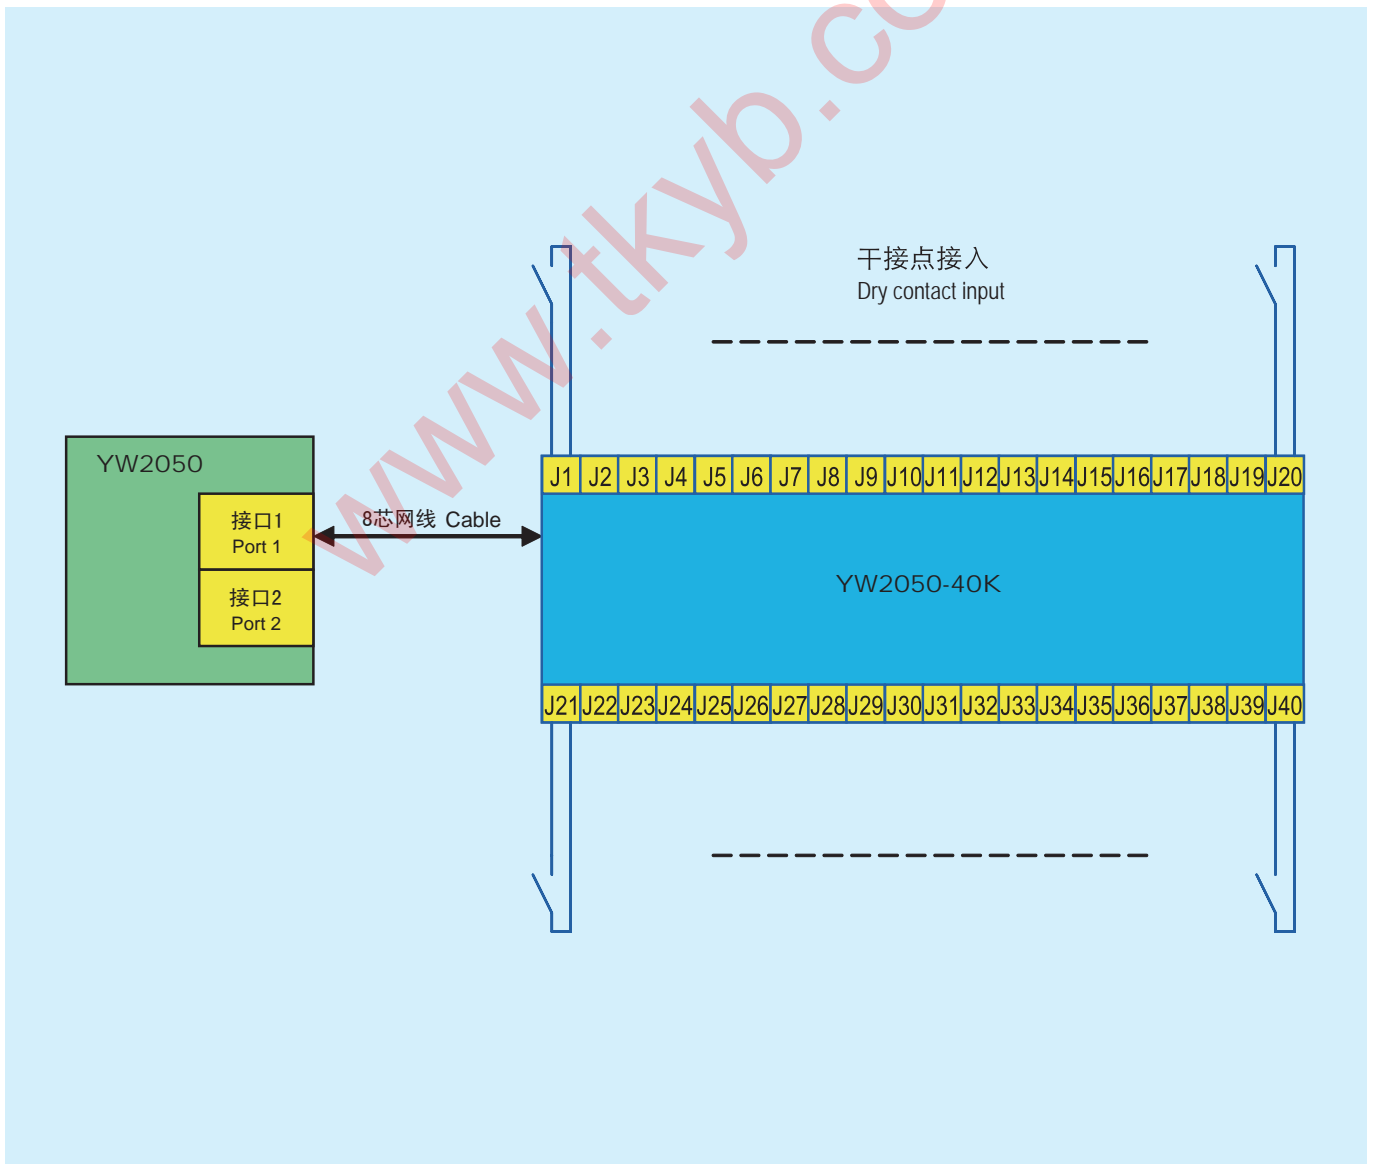 www.tkyb.co
干接点接入
Dry contact input
YW2050
接口1
Port 1
接口2
Port 2
8芯网线 Cable
J1 J2 J3 J4 J5 J6 J7 J8 J9 J10 J11 J12 J13 J14 J15 J16 J17 J18 J19 J20
YW2050-40K
J21 J22 J23 J24 J25 J26 J27 J28 J29 J30 J31 J32 J33 J34 J35 J36 J37 J38 J39 J40